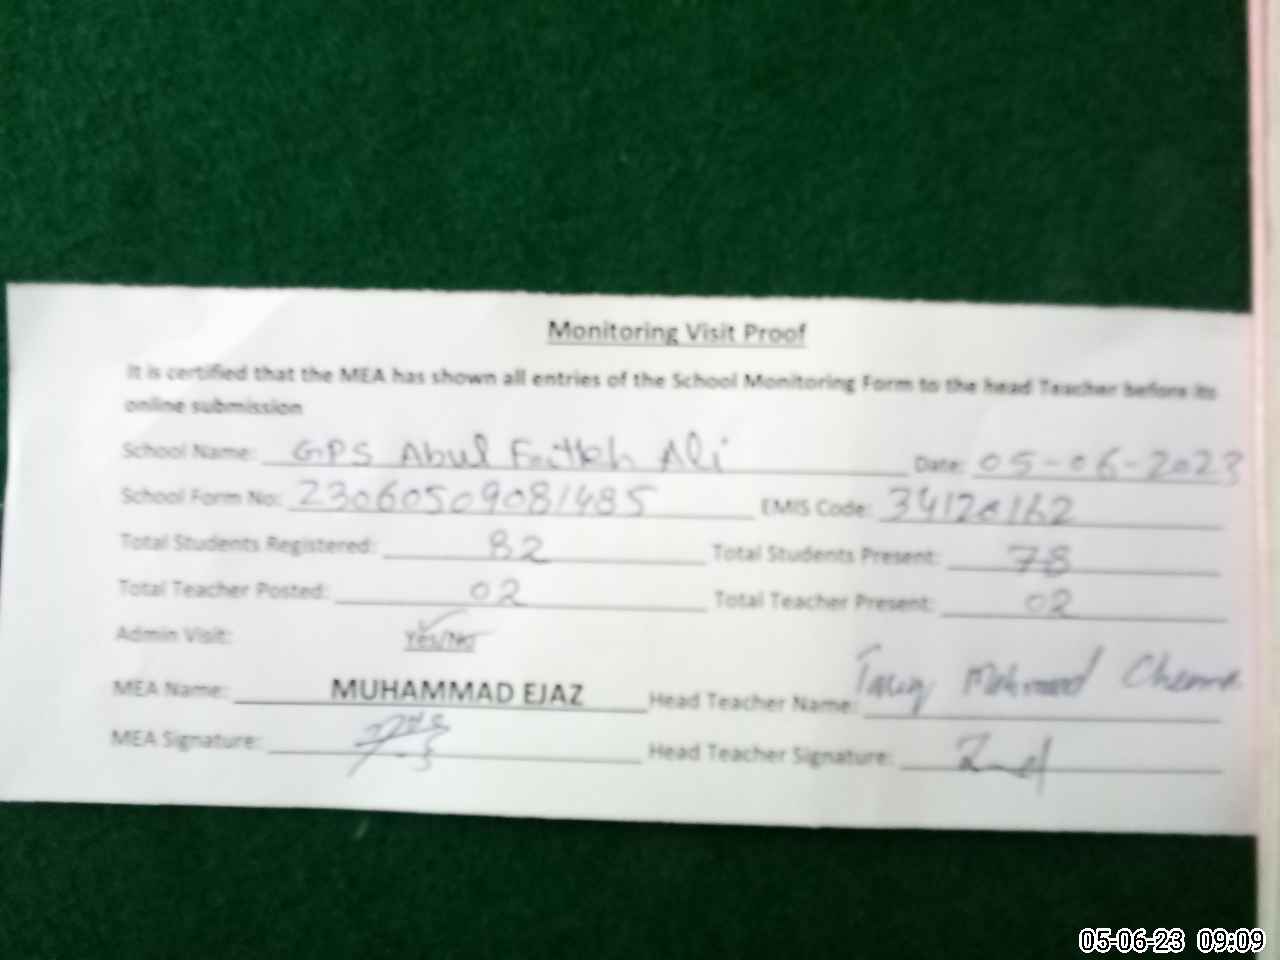 Monitoring Visit Proof
It is certified that the MEA has shown all entries of the School Monitoring Form to the head Teacher before its
online submission
School Name: GPS Abul Fatteh Ali Date: 05-06-2023
School Form No: 23060509081485 EMIS Code: 34120162
Total Students Registered: 82 Total Students Present: 78
Total Teacher Posted: 02 Total Teacher Present: 02
Admin Visit: Yes/No
MEA Name: MUHAMMAD EJAZ Head Teacher Name: Tariq Mehmood Cheema
MEA Signature: Head Teacher Signature:
05-06-23 09:09